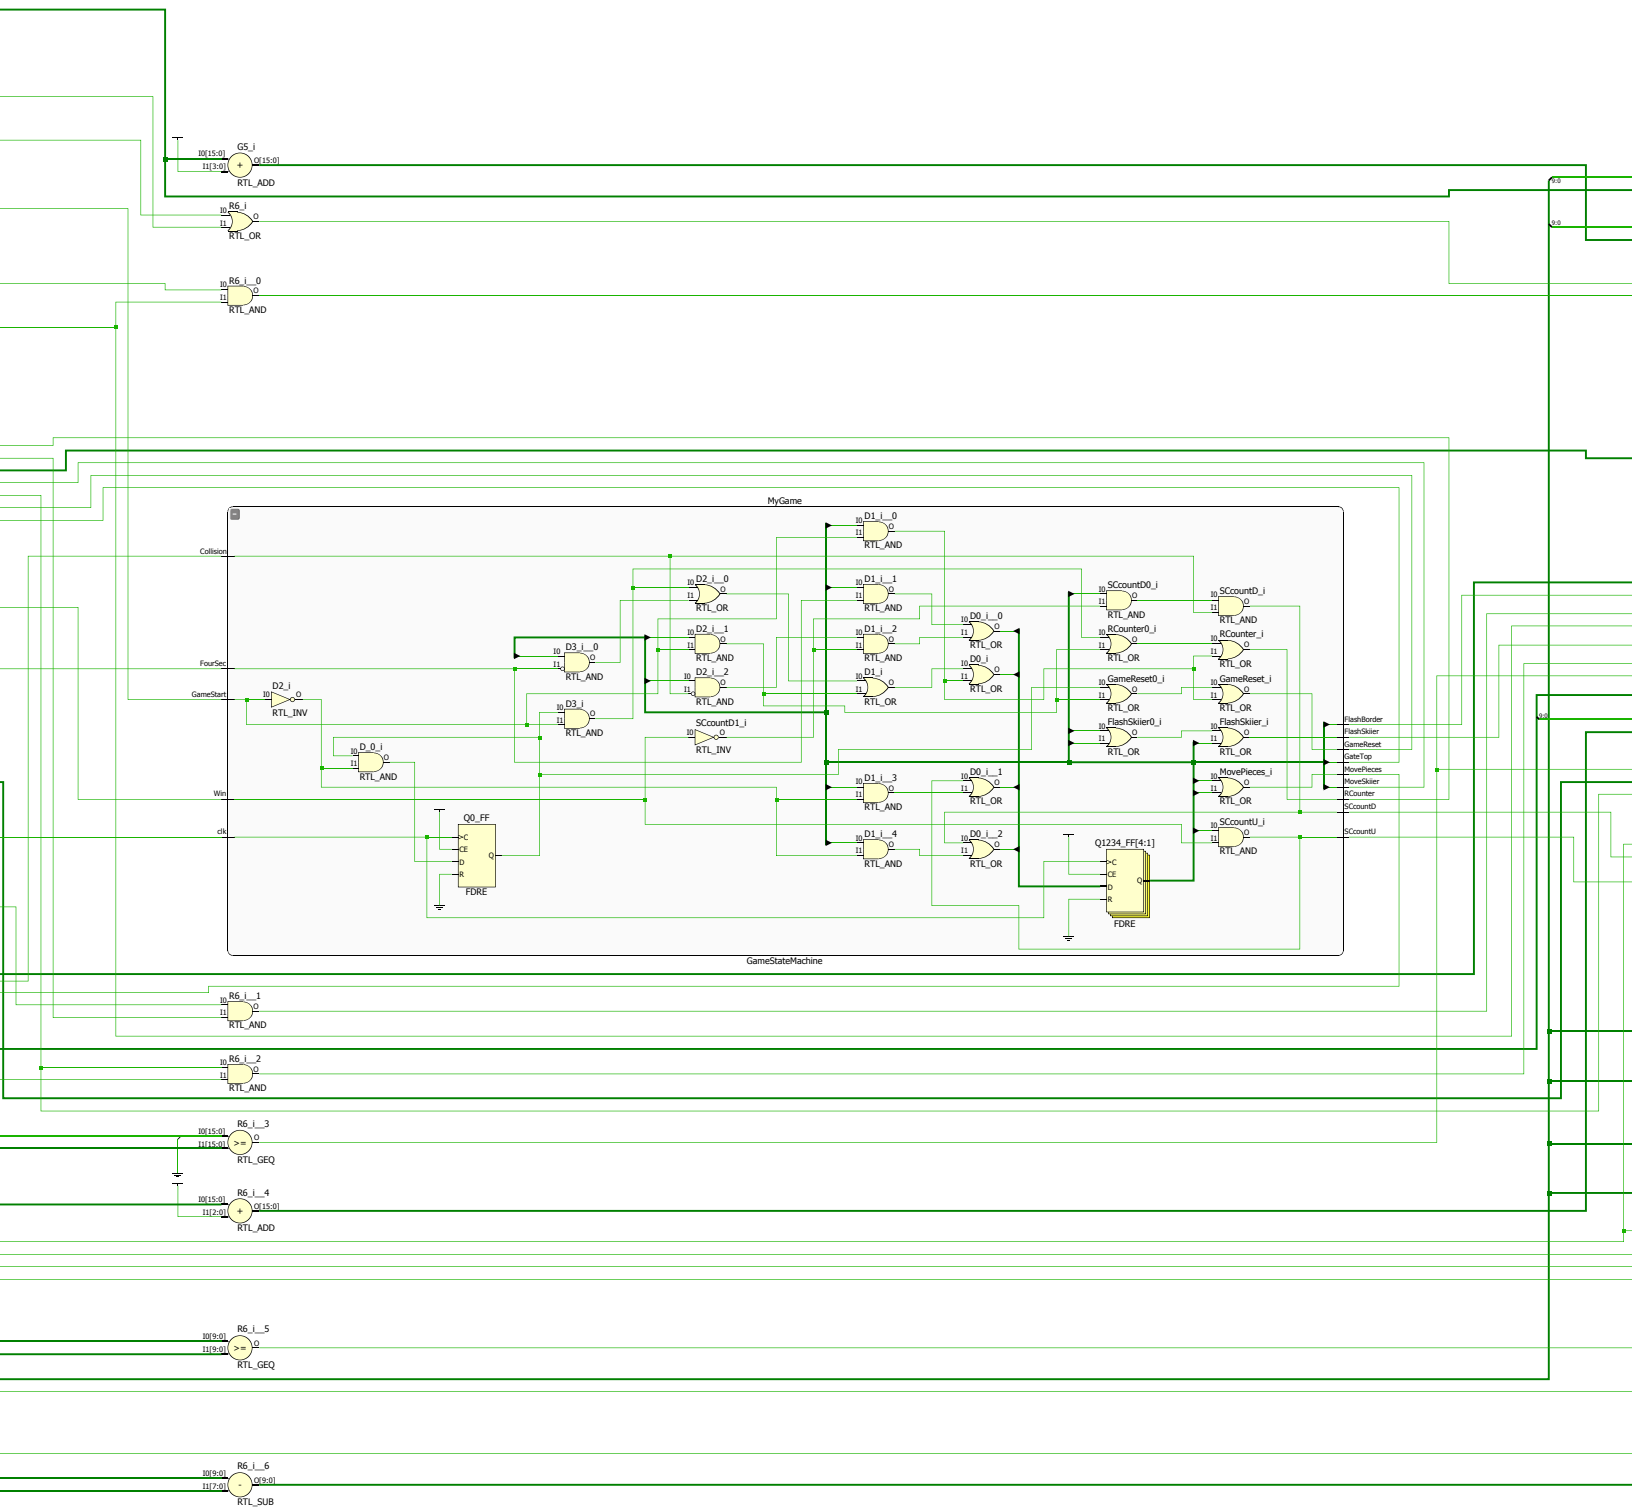 G5_i
I0[15:0]
I1[3:0]
+
O[15:0]
RTL_ADD
9:0
R6_i
I0
I1
O
RTL_OR
9:0
R6_i__0
I0
I1
O
RTL_AND
MyGame
Collision
FourSec
GameStart
Win
clk
D2_i
I0
O
RTL_INV
D_0_i
I0
I1
O
RTL_AND
Q0_FF
>C
CE
D
R
Q
FDRE
D3_i__0
I0
I1
O
RTL_AND
D3_i
I0
I1
O
RTL_AND
D2_i__0
I0
I1
O
RTL_OR
D2_i__1
I0
I1
O
RTL_AND
D2_i__2
I0
I1
O
RTL_AND
SCcountD1_i
I0
O
RTL_INV
D1_i__0
I0
I1
O
RTL_AND
D1_i__1
I0
I1
O
RTL_AND
D1_i__2
I0
I1
O
RTL_AND
D1_i
I0
I1
O
RTL_OR
D1_i__3
I0
I1
O
RTL_AND
D1_i__4
I0
I1
O
RTL_AND
D0_i__0
I0
I1
O
RTL_OR
D0_i
I0
I1
O
RTL_OR
D0_i__1
I0
I1
O
RTL_OR
D0_i__2
I0
I1
O
RTL_OR
SCcountD0_i
I0
I1
O
RTL_AND
RCounter0_i
I0
I1
O
RTL_OR
GameReset0_i
I0
I1
O
RTL_OR
FlashSkiier0_i
I0
I1
O
RTL_OR
Q1234_FF[4:1]
>C
CE
D
R
Q
FDRE
SCcountD_i
I0
I1
O
RTL_AND
RCounter_i
I0
I1
O
RTL_OR
GameReset_i
I0
I1
O
RTL_OR
FlashSkiier_i
I0
I1
O
RTL_OR
MovePieces_i
I0
I1
O
RTL_OR
SCcountU_i
I0
I1
O
RTL_AND
FlashBorder
FlashSkiier
GameReset
GateTop
MovePieces
MoveSkiier
RCounter
SCcountD
SCcountU
9:0
GameStateMachine
R6_i__1
I0
I1
O
RTL_AND
R6_i__2
I0
I1
O
RTL_AND
R6_i__3
I0[15:0]
I1[15:0]
>=
O
RTL_GEQ
R6_i__4
I0[15:0]
I1[2:0]
+
O[15:0]
RTL_ADD
R6_i__5
I0[9:0]
I1[9:0]
>=
O
RTL_GEQ
R6_i__6
I0[9:0]
I1[7:0]
-
O[9:0]
RTL_SUB